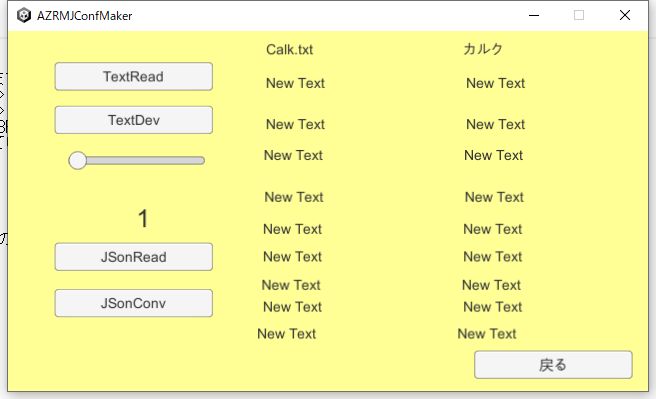 AZRMJConfMaker
Calk.txt カルク
TextRead New Text New Text
TextDev New Text New Text
New Text New Text
New Text New Text
1 New Text New Text
JSonRead New Text New Text
New Text New Text
JSonConv New Text New Text
New Text New Text
戻る